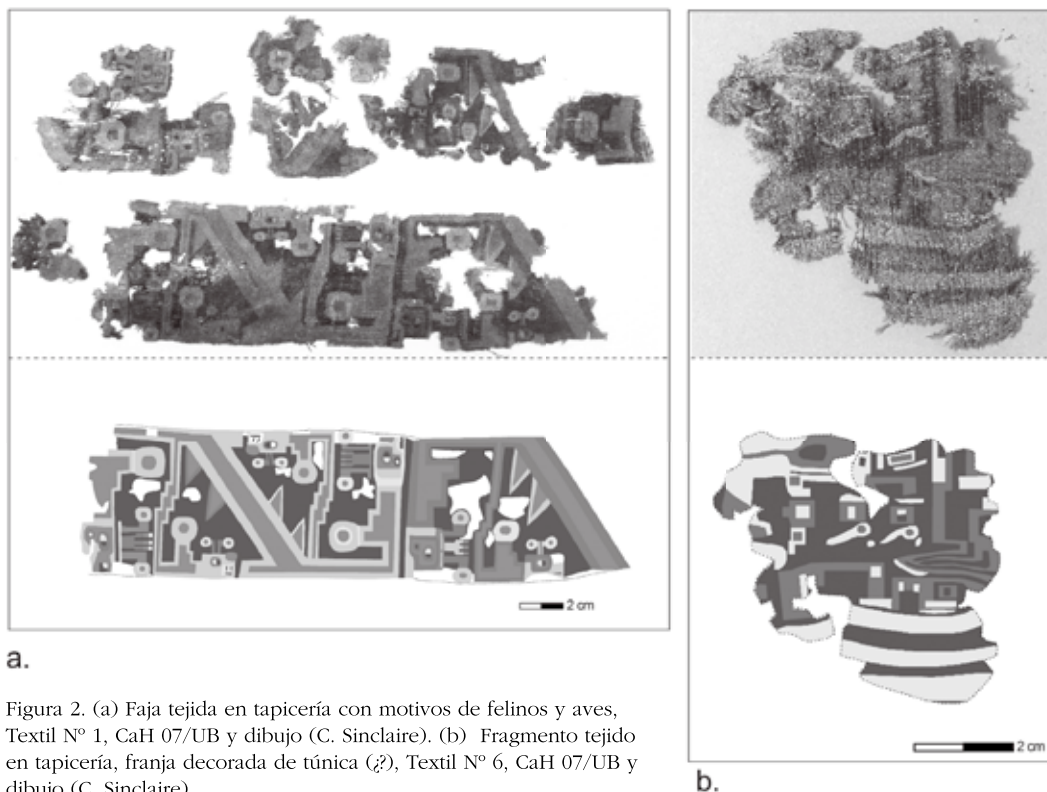 2 cm
2 cm
a.
b.
Figura 2. (a) Faja tejida en tapicería con motivos de felinos y aves,
Textil Nº 1, CaH 07/UB y dibujo (C. Sinclaire). (b) Fragmento tejido
en tapicería, franja decorada de túnica (¿?), Textil Nº 6, CaH 07/UB y
dibujo (C. Sinclaire)